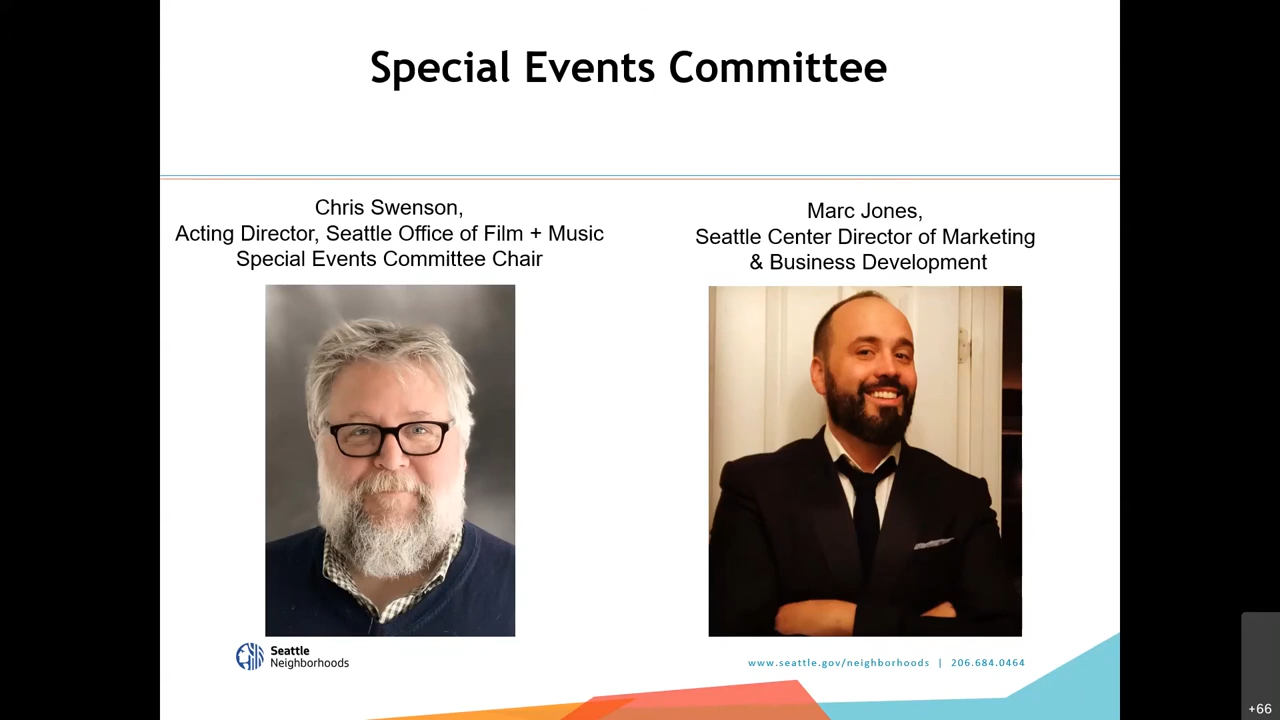 Special Events Committee
Chris Swenson,
Acting Director, Seattle Office of Film + Music
Special Events Committee Chair
Marc Jones,
Seattle Center Director of Marketing
& Business Development
Seattle
Neighborhoods
www.seattle.gov/neighborhoods | 206.684.0464
+66